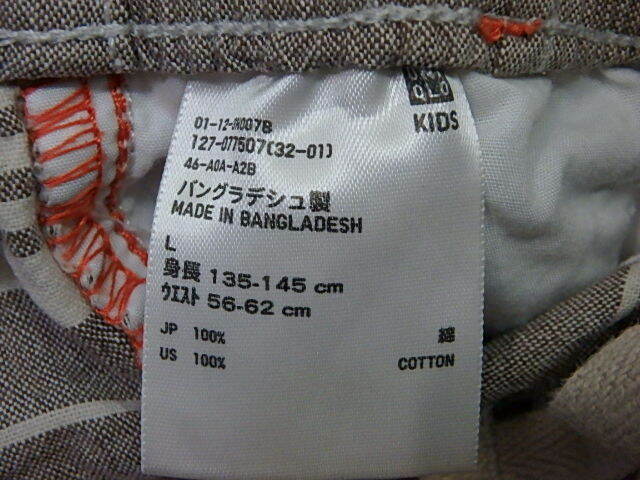 UNI
QLO
KIDS
01-12-0N007B
127-077507(32-01)
46-A0A-A2B
バングラデシュ製
MADE IN BANGLADESH
L
身長 135-145 cm
ウエスト 56-62 cm
JP 100% 綿
US 100% COTTON